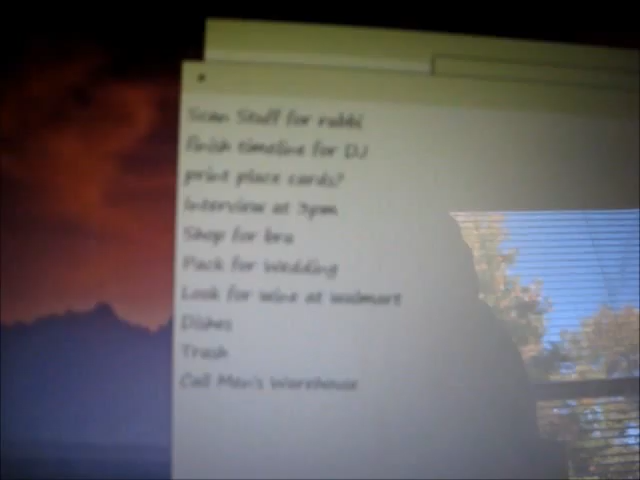 Scan Stuff for rabbi
finish timeline for DJ
print place cards?
Interview at 3pm
Shop for bra
Pack for Wedding
Look for wine at walmart
Dishes
Trash
Call Men's Warehouse